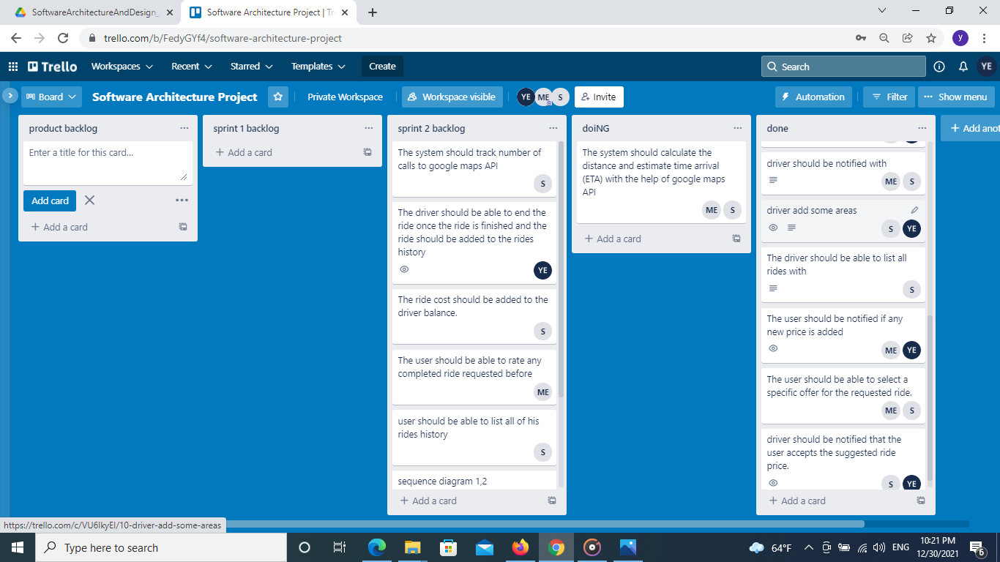 SoftwareArchitectureAndDesign_
Software Architecture Project | Tr
trello.com/b/FedyGYf4/software-architecture-project
y
Trello
Workspaces
Recent
Starred
Templates
Create
Search
YE
Board
Software Architecture Project
Private Workspace
Workspace visible
YE
ME
S
Invite
Automation
Filter
Show menu
product backlog
Enter a title for this card...
Add card
+ Add a card
sprint 1 backlog
+ Add a card
sprint 2 backlog
The system should track number of
calls to google maps API
S
The driver should be able to end the
ride once the ride is finished and the
ride should be added to the rides
history
YE
The ride cost should be added to the
driver balance.
S
The user should be able to rate any
completed ride requested before
ME
user should be able to list all of his
rides history
S
sequence diagram 1,2
+ Add a card
doiNG
The system should calculate the
distance and estimate time arrival
(ETA) with the help of google maps
API
ME S
+ Add a card
done
driver should be notified with
ME S
driver add some areas
S YE
The driver should be able to list all
rides with
S
The user should be notified if any
new price is added
ME YE
The user should be able to select a
specific offer for the requested ride.
ME S
driver should be notified that the
user accepts the suggested ride
price.
S YE
+ Add a card
+ Add anot
https://trello.com/c/VU6lkyEI/10-driver-add-some-areas
Type here to search
64°F
ENG
10:21 PM
12/30/2021
6